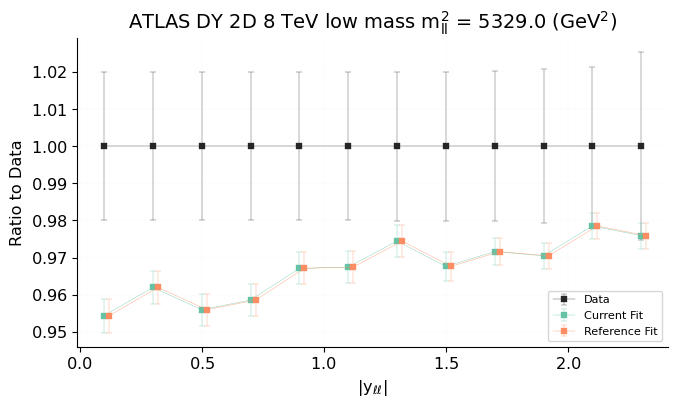 ATLAS DY 2D 8 TeV low mass m²ll = 5329.0 (GeV²)
Ratio to Data
1.02
1.01
1.00
0.99
0.98
0.97
0.96
0.95
0.0
0.5
1.0
1.5
2.0
|yℓℓ|
Data
Current Fit
Reference Fit